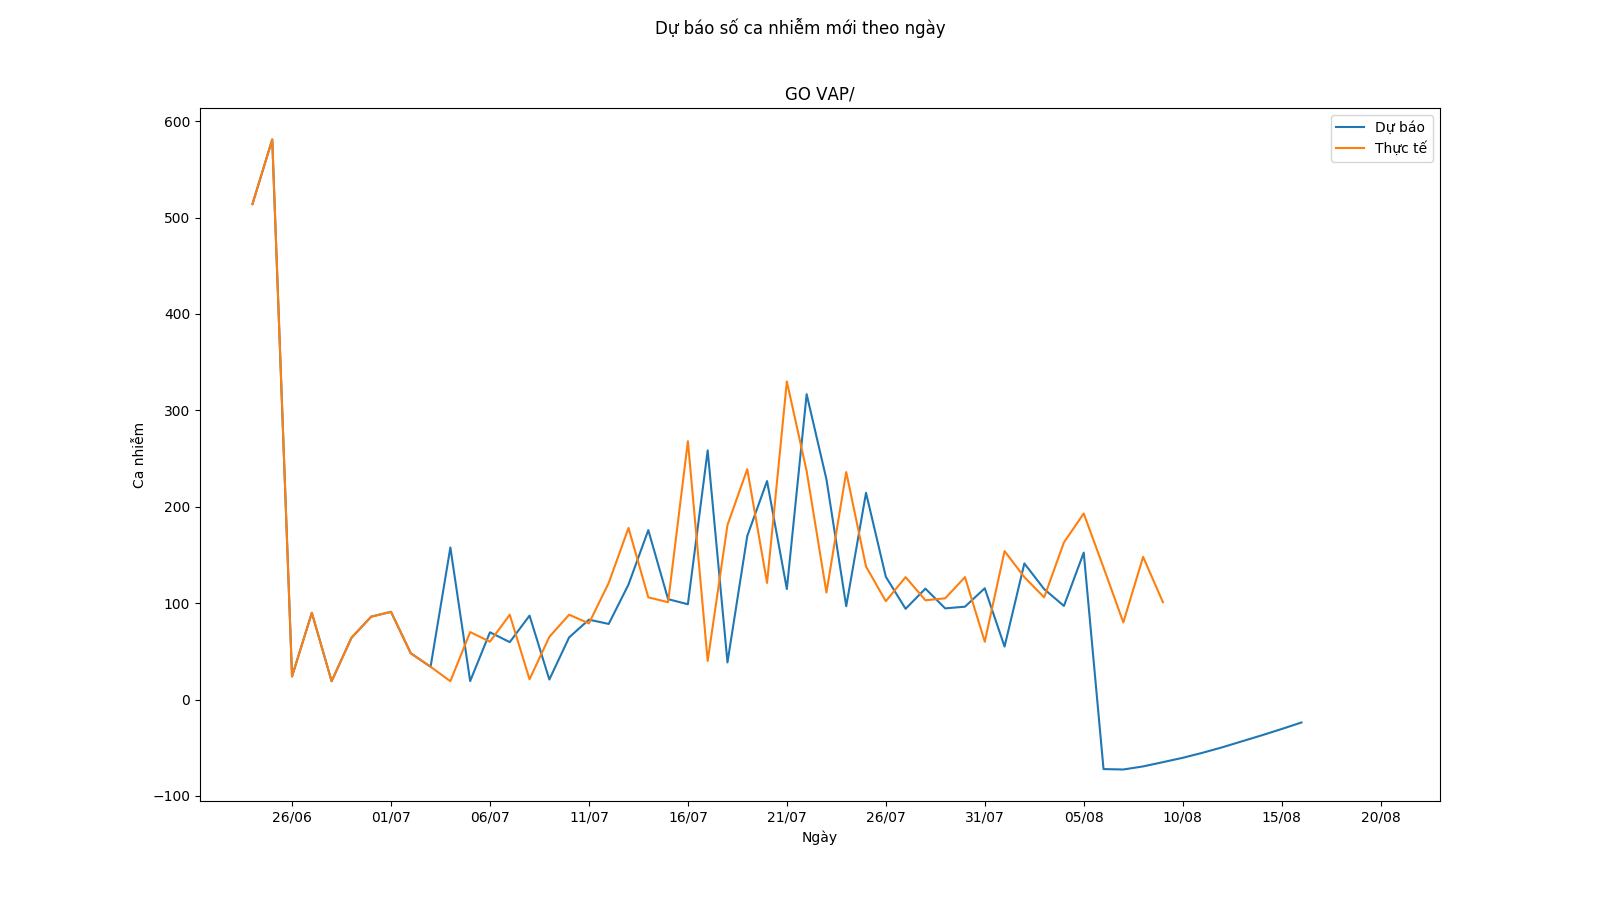 Dự báo số ca nhiễm mới theo ngày
GO VAP/
Dự báo
Thực tế
600
500
400
300
200
100
0
−100
Ca nhiễm
26/06 01/07 06/07 11/07 16/07 21/07 26/07 31/07 05/08 10/08 15/08 20/08
Ngày